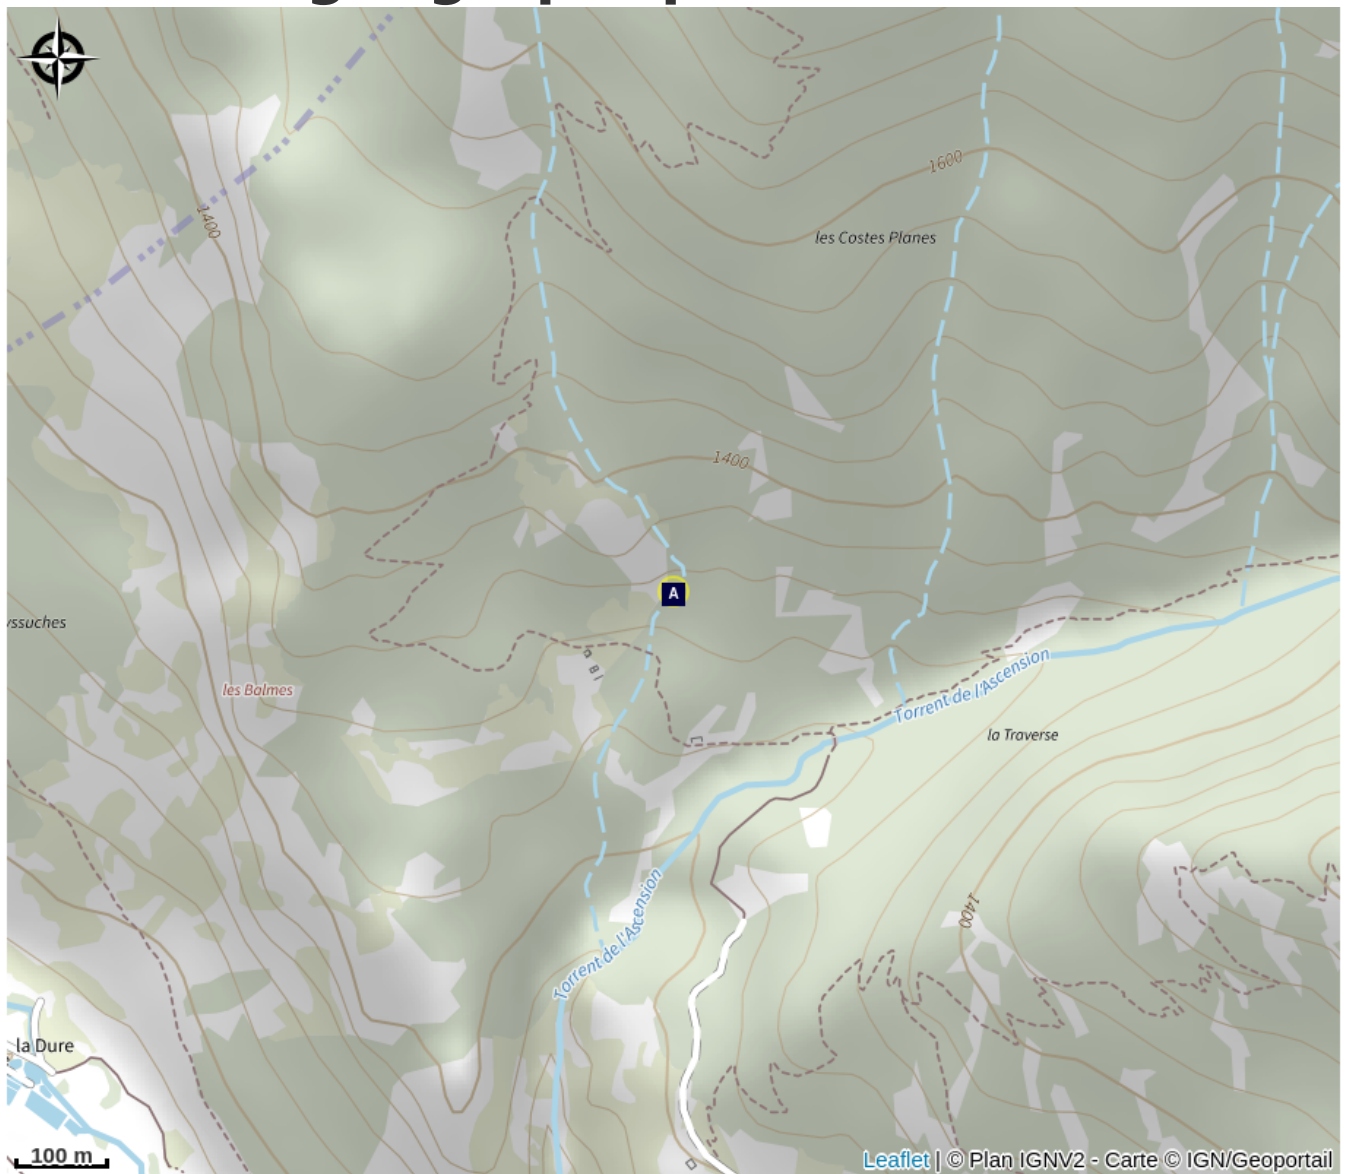 1600
1400
les Costes Planes
1400
A
yssuches
les Balmes
B I
Torrent de l'Ascension
la Traverse
Torrent de l'Ascension
1400
la Dure
100 m
Leaflet | © Plan IGNV2 - Carte © IGN/Geoportail